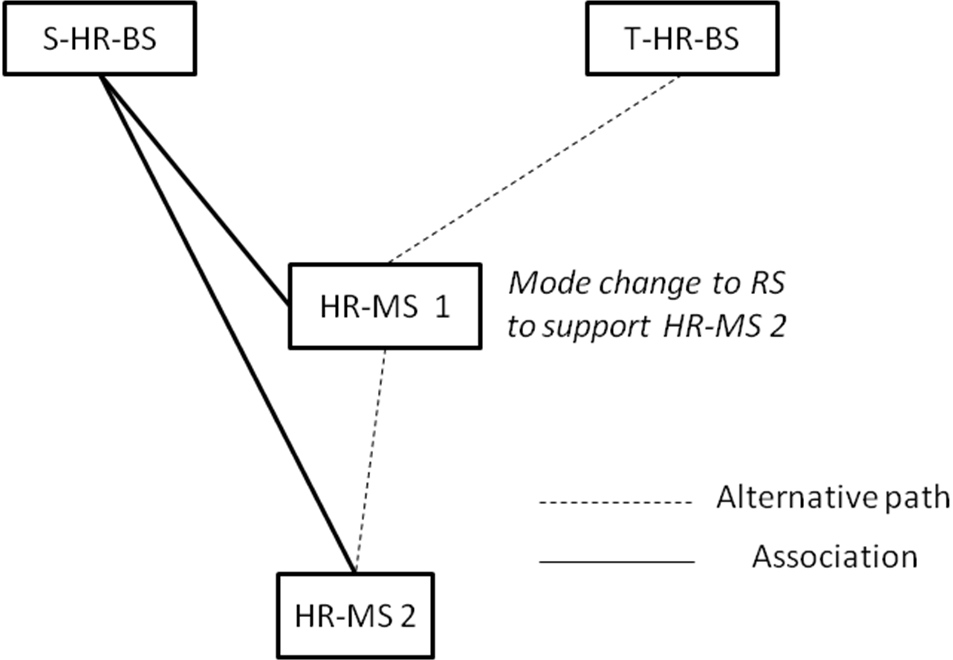 S-HR-BS
T-HR-BS
HR-MS 1
Mode change to RS
to support HR-MS 2
Alternative path
Association
HR-MS 2